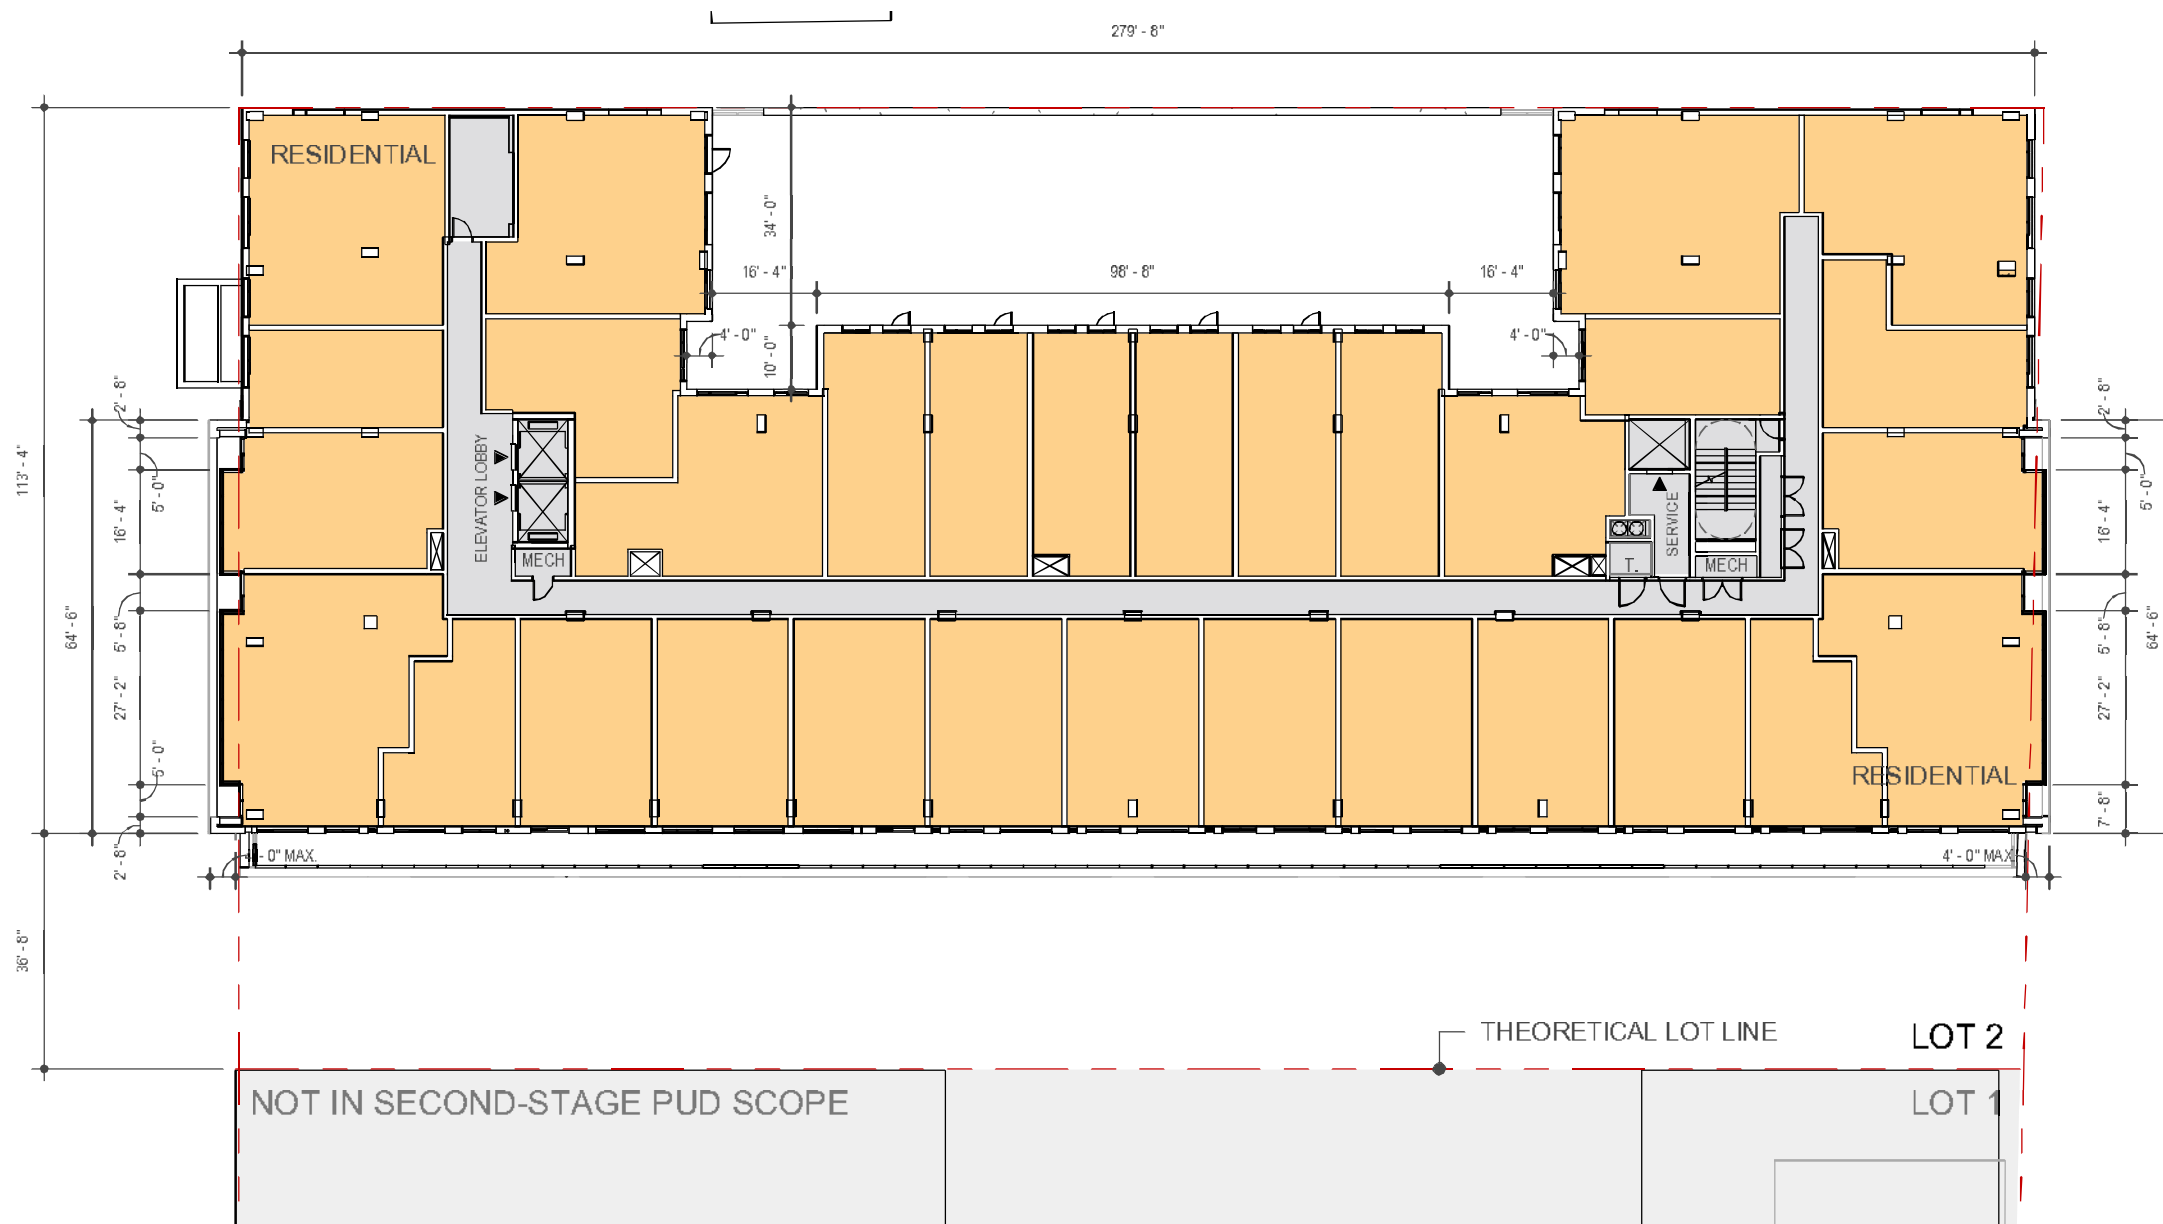 279' - 8"
RESIDENTIAL
34' - 0"
16' - 4"
98' - 8"
16' - 4"
4' - 0"
4' - 0"
10' - 0"
2' - 8"
2' - 8"
113' - 4"
5' - 0"
16' - 4"
ELEVATOR LOBBY
SERVICE
5' - 0"
16' - 4"
MECH
T.
MECH
64' - 6"
5' - 8"
5' - 8"
64' - 6"
27' - 2"
27' - 2"
5' - 0"
RESIDENTIAL
7' - 8"
2' - 8"
- 0" MAX.
4' - 0" MAX
36' - 8"
THEORETICAL LOT LINE
LOT 2
NOT IN SECOND-STAGE PUD SCOPE
LOT 1